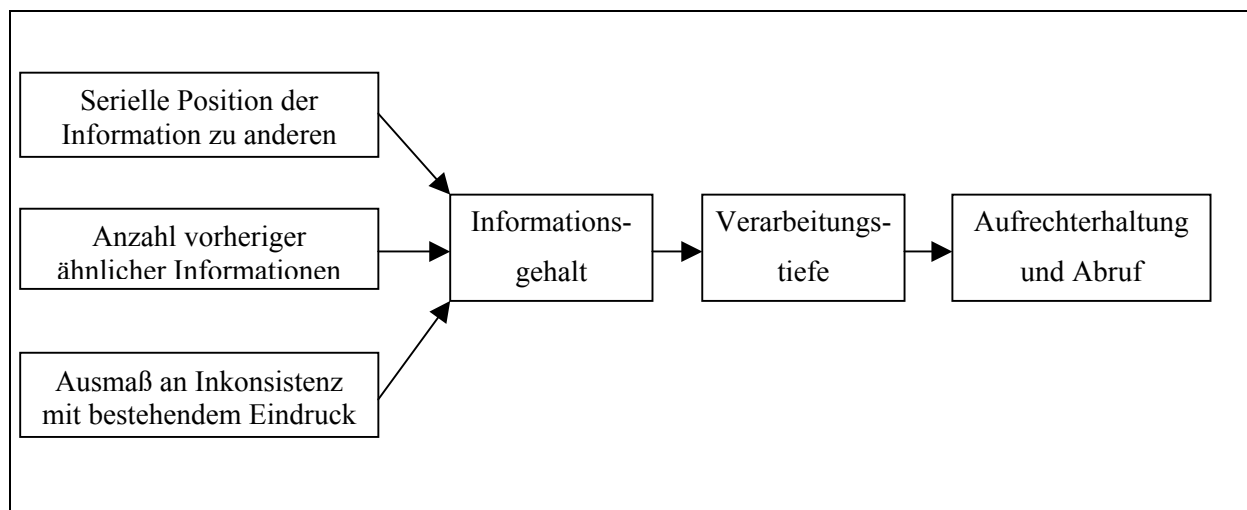 Serielle Position der
Information zu anderen
Anzahl vorheriger
ähnlicher Informationen
Ausmaß an Inkonsistenz
mit bestehendem Eindruck
Informations-
gehalt
Verarbeitungs-
tiefe
Aufrechterhaltung
und Abruf